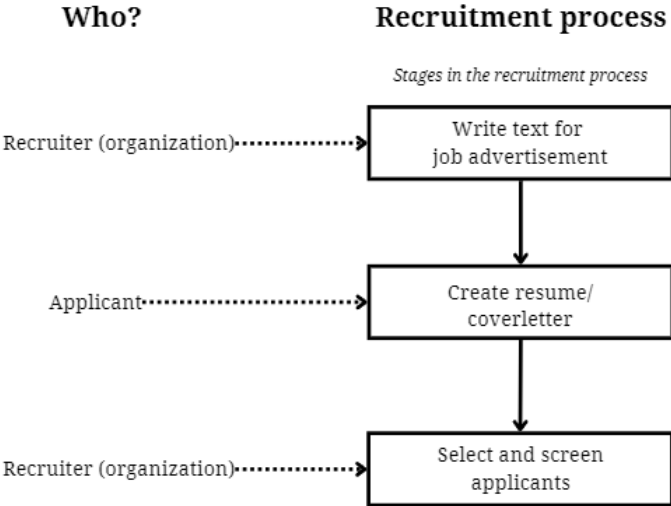 Who?
Recruitment process
Stages in the recruitment process
Recruiter (organization)
Write text for
job advertisement
Applicant
Create resume/
coverletter
Recruiter (organization)
Select and screen
applicants